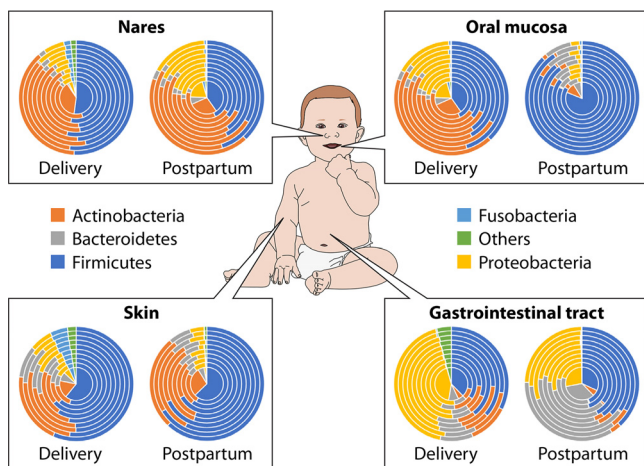 Nares
Oral mucosa
Delivery
Postpartum
Delivery
Postpartum
Actinobacteria
Bacteroidetes
Firmicutes
Fusobacteria
Others
Proteobacteria
Skin
Gastrointestinal tract
Delivery
Postpartum
Delivery
Postpartum